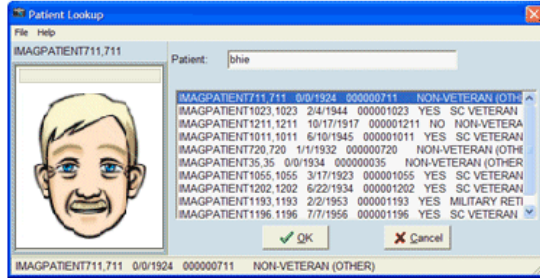 Patient Lookup
File Help
IMAGPATIENT711,711
Patient: bhie
IMAGPATIENT711,711 0/0/1924 000000711 NON-VETERAN (OTH
IMAGPATIENT1023,1023 2/4/1944 000001023 YES SC VETERAN
IMAGPATIENT1211,1211 10/17/1917 000001211 NO NON-VETERA
IMAGPATIENT1011,1011 6/10/1945 000001011 YES SC VETERAN
IMAGPATIENT720,720 1/1/1932 000000720 NON-VETERAN (OTH
IMAGPATIENT35,35 0/0/1934 000000035 NON-VETERAN (OTHER
IMAGPATIENT1055,1055 3/17/1923 000001055 YES SC VETERAN
IMAGPATIENT1202,1202 6/22/1934 000001202 YES SC VETERAN
IMAGPATIENT1193,1193 2/2/1953 000001193 YES MILITARY RETI
IMAGPATIENT1196,1196 7/7/1956 000001196 YES SC VETERAN
OK Cancel
IMAGPATIENT711,711 0/0/1924 000000711 NON-VETERAN (OTHER)